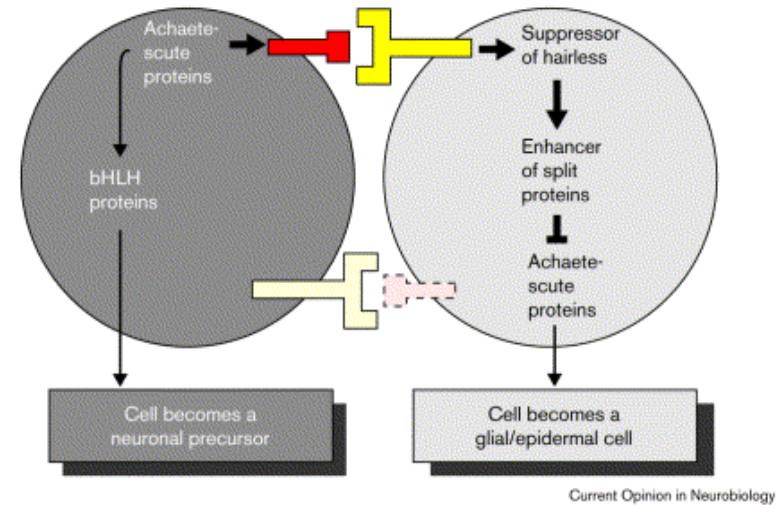 Achaete-
scute
proteins
bHLH
proteins
Cell becomes a
neuronal precursor
Suppressor
of hairless
Enhancer
of split
proteins
Achaete-
scute
proteins
Cell becomes a
glial/epidermal cell
Current Opinion in Neurobiology